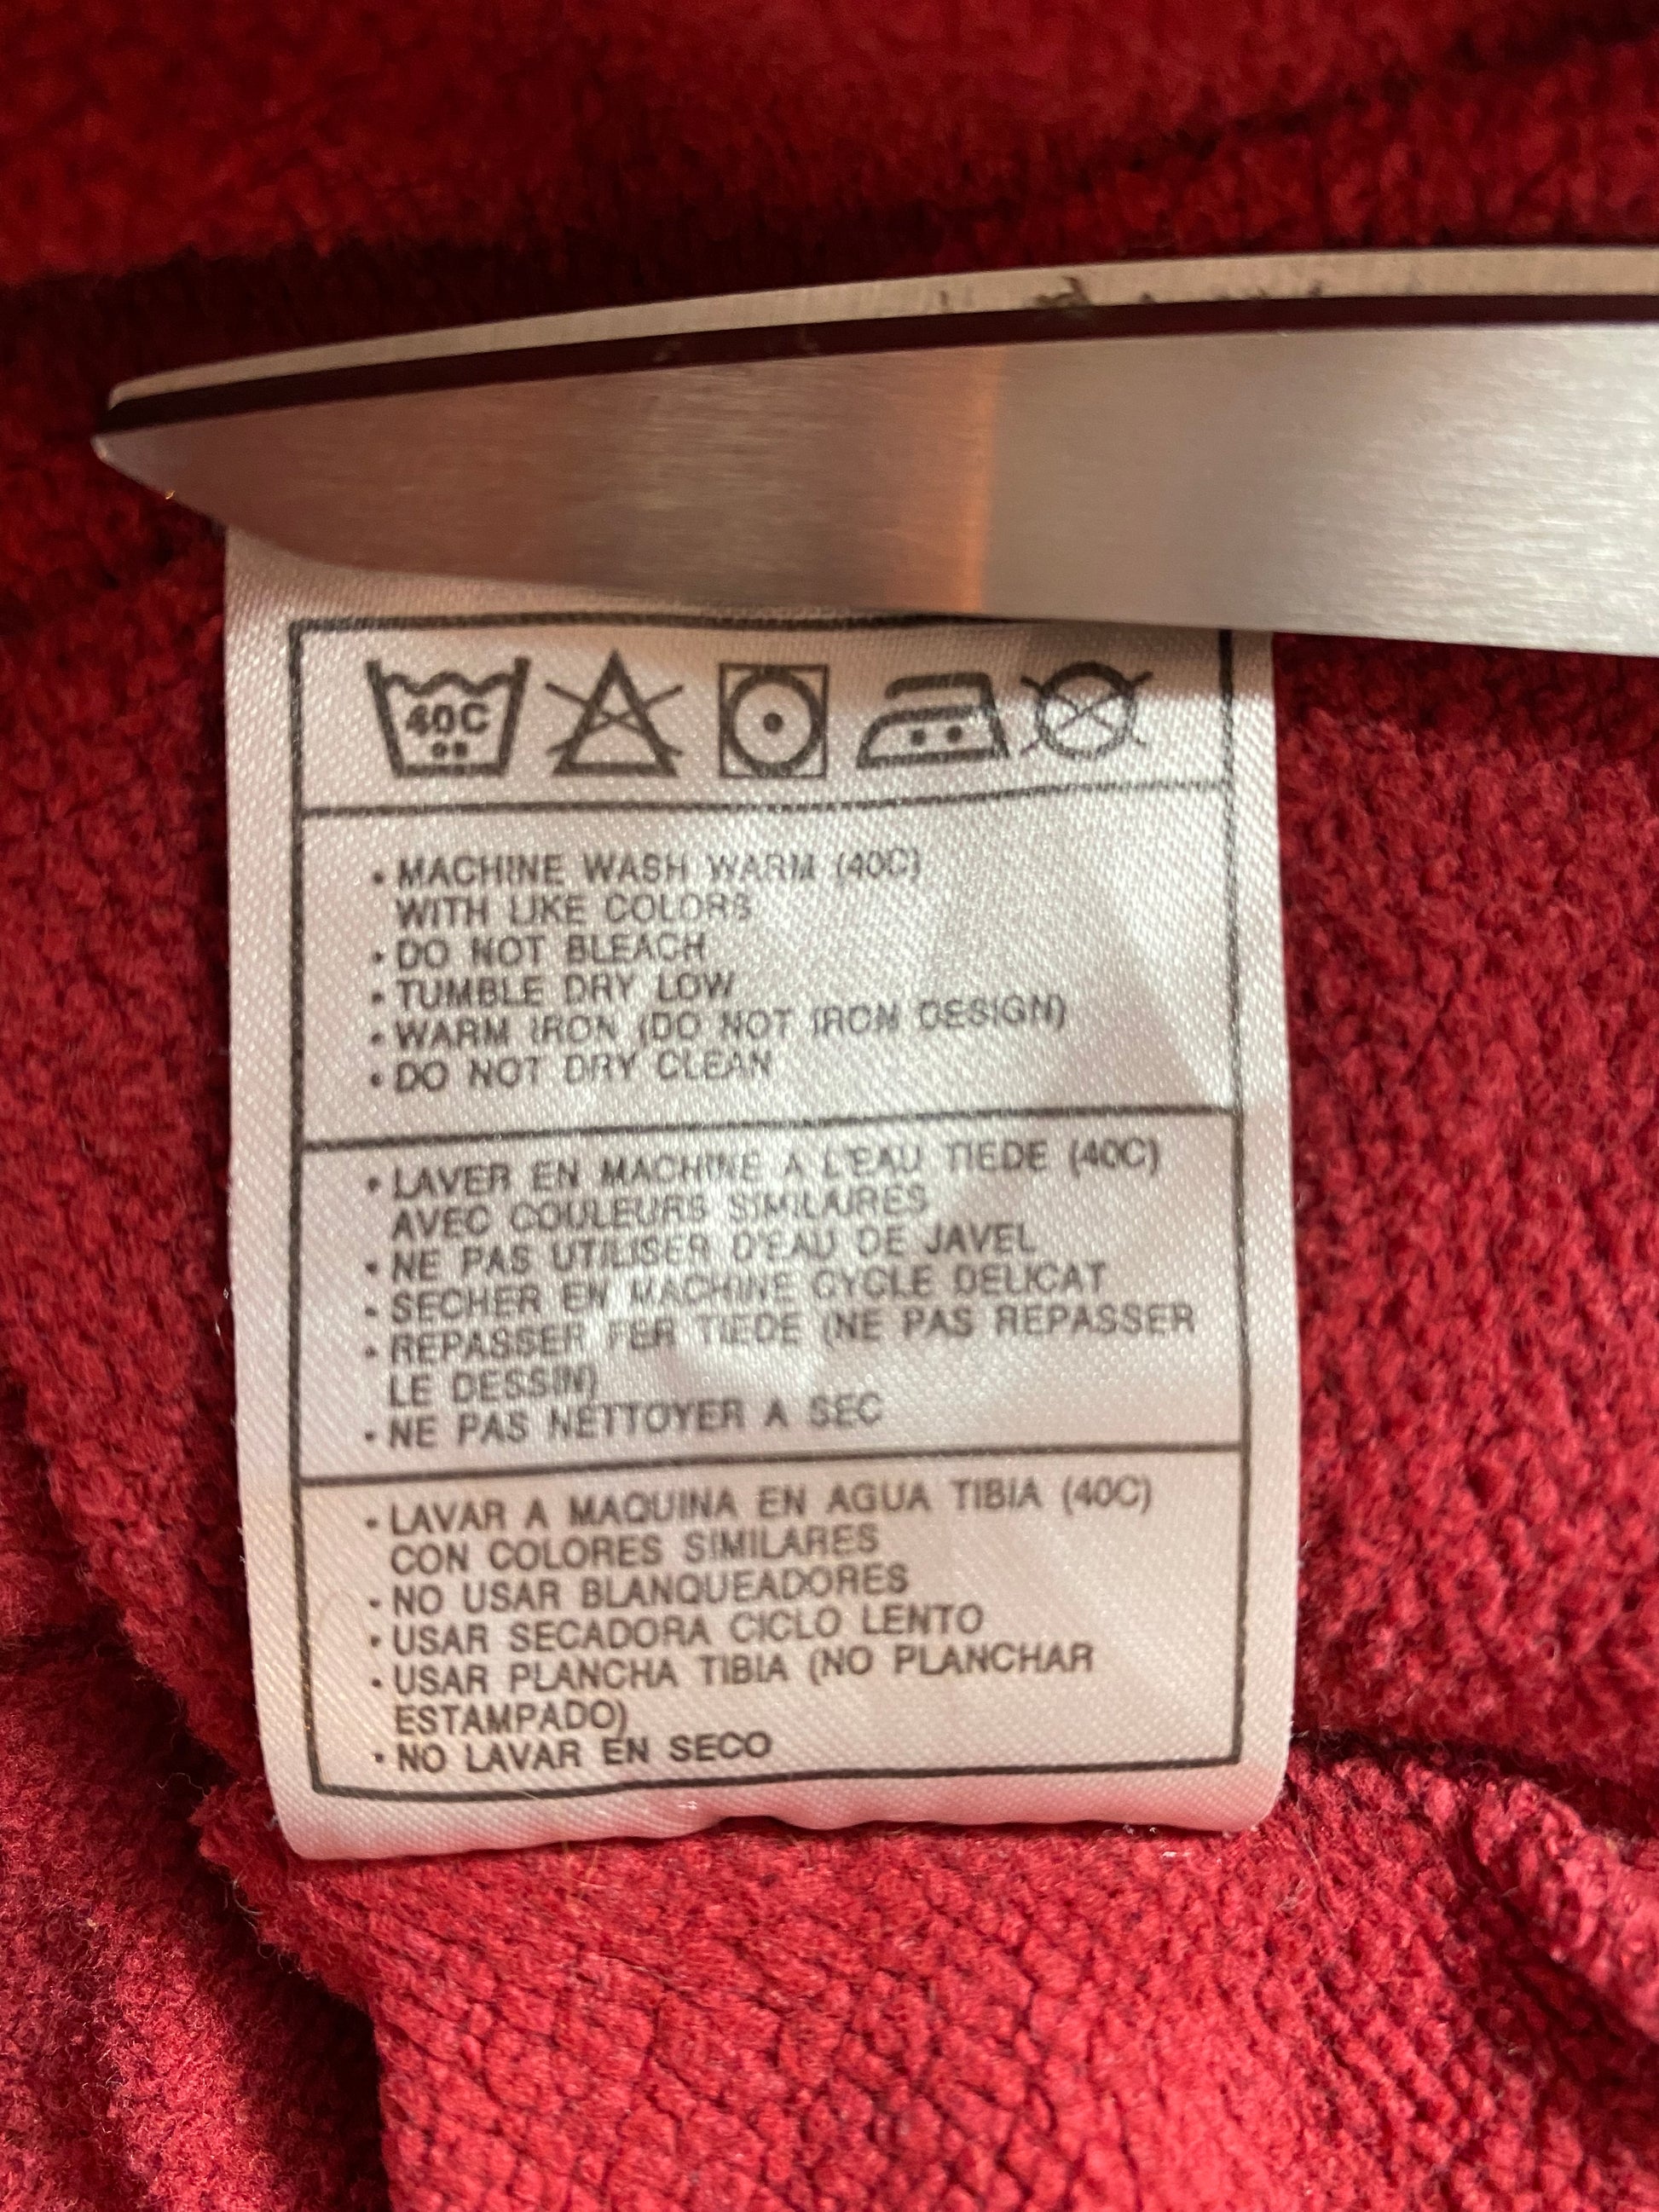 40C
• MACHINE WASH WARM (40C)
WITH LIKE COLORS
• DO NOT BLEACH
• TUMBLE DRY LOW
• WARM IRON (DO NOT IRON DESIGN)
• DO NOT DRY CLEAN
• LAVER EN MACHINE A L'EAU TIEDE (40C)
AVEC COULEURS SIMILAIRES
• NE PAS UTILISER D'EAU DE JAVEL
• SECHER EN MACHINE CYCLE DELICAT
• REPASSER FER TIEDE (NE PAS REPASSER
LE DESSIN)
• NE PAS NETTOYER A SEC
• LAVAR A MAQUINA EN AGUA TIBIA (40C)
CON COLORES SIMILARES
• NO USAR BLANQUEADORES
• USAR SECADORA CICLO LENTO
• USAR PLANCHA TIBIA (NO PLANCHAR
ESTAMPADO)
• NO LAVAR EN SECO